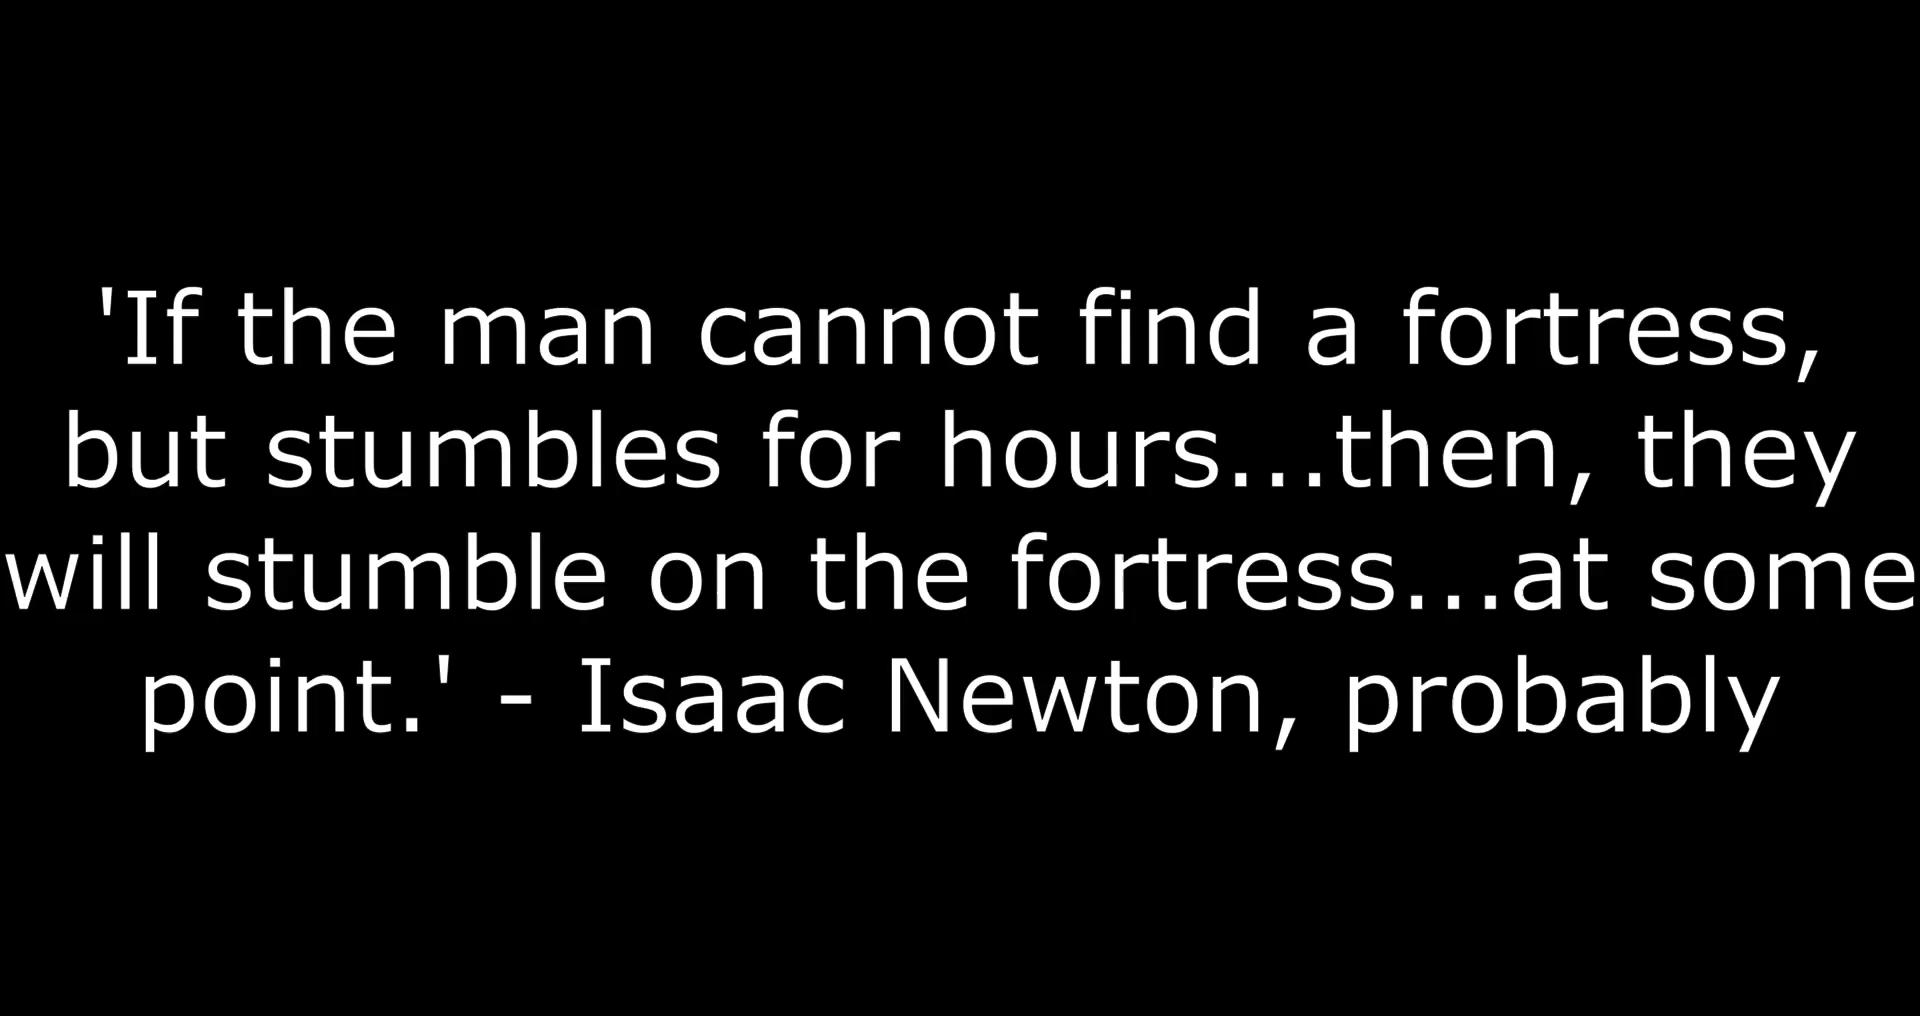 'If the man cannot find a fortress,
but stumbles for hours...then, they
will stumble on the fortress...at some
point.' - Isaac Newton, probably